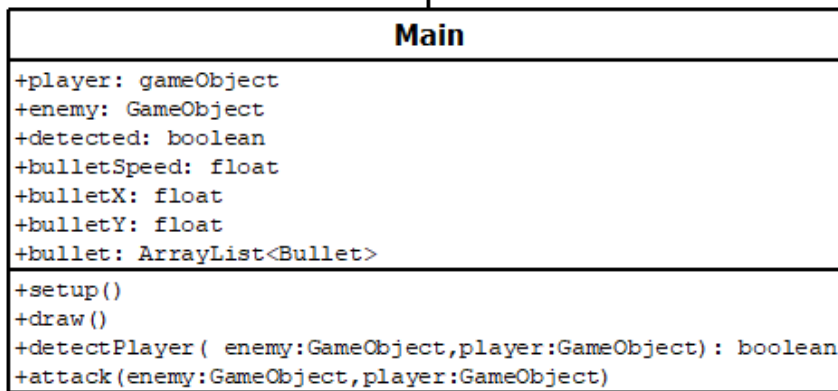 Main
+player: gameObject
+enemy: GameObject
+detected: boolean
+bulletSpeed: float
+bulletX: float
+bulletY: float
+bullet: ArrayList<Bullet>
+setup()
+draw()
+detectPlayer( enemy:GameObject,player:GameObject): boolean
+attack(enemy:GameObject,player:GameObject)